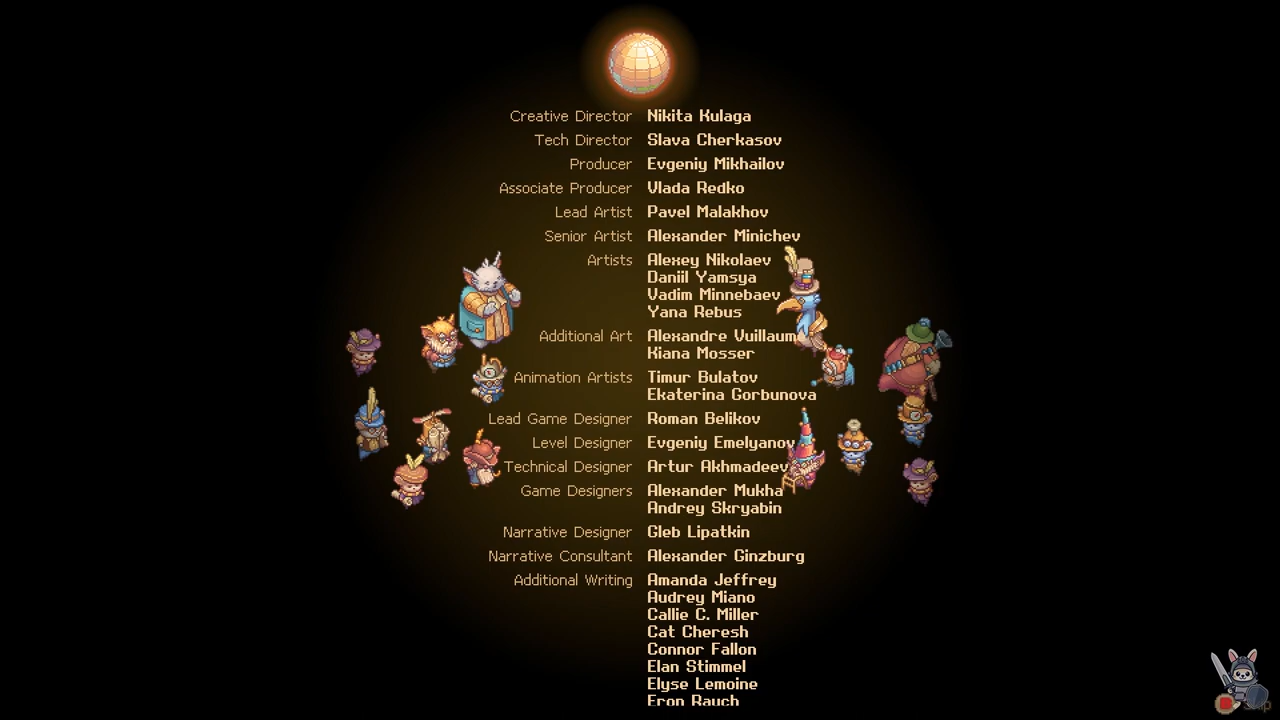 Creative Director Nikita Kulaga
Tech Director Slava Cherkasov
Producer Evgeniy Mikhailov
Associate Producer Vlada Redko
Lead Artist Pavel Malakhov
Senior Artist Alexander Minichev
Artists Alexey Nikolaev
Daniil Yamsya
Vadim Minnebaev
Yana Rebus
Additional Art Alexandre Vuillaum
Kiana Mosser
Animation Artists Timur Bulatov
Ekaterina Gorbunova
Lead Game Designer Roman Belikov
Level Designer Evgeniy Emelyanov
Technical Designer Artur Akhmadeev
Game Designers Alexander Mukha
Andrey Skryabin
Narrative Designer Gleb Lipatkin
Narrative Consultant Alexander Ginzburg
Additional Writing Amanda Jeffrey
Audrey Miano
Callie C. Miller
Cat Cheresh
Connor Fallon
Elan Stimmel
Elyse Lemoine
Eron Rauch